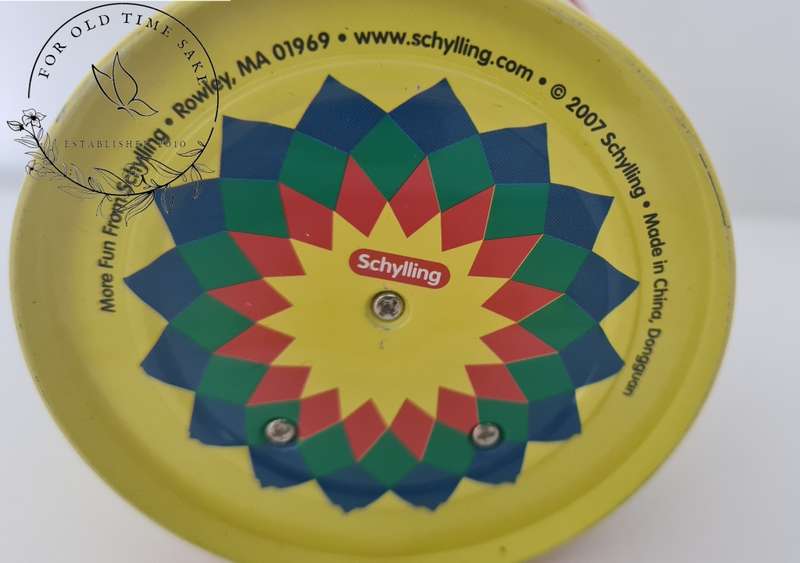 FOR OLD TIME SAKE
ESTABLISHED 2010
More Fun From Schylling • Rowley, MA 01969 • www.schylling.com • © 2007 Schylling • Made in China, Dongguan
Schylling